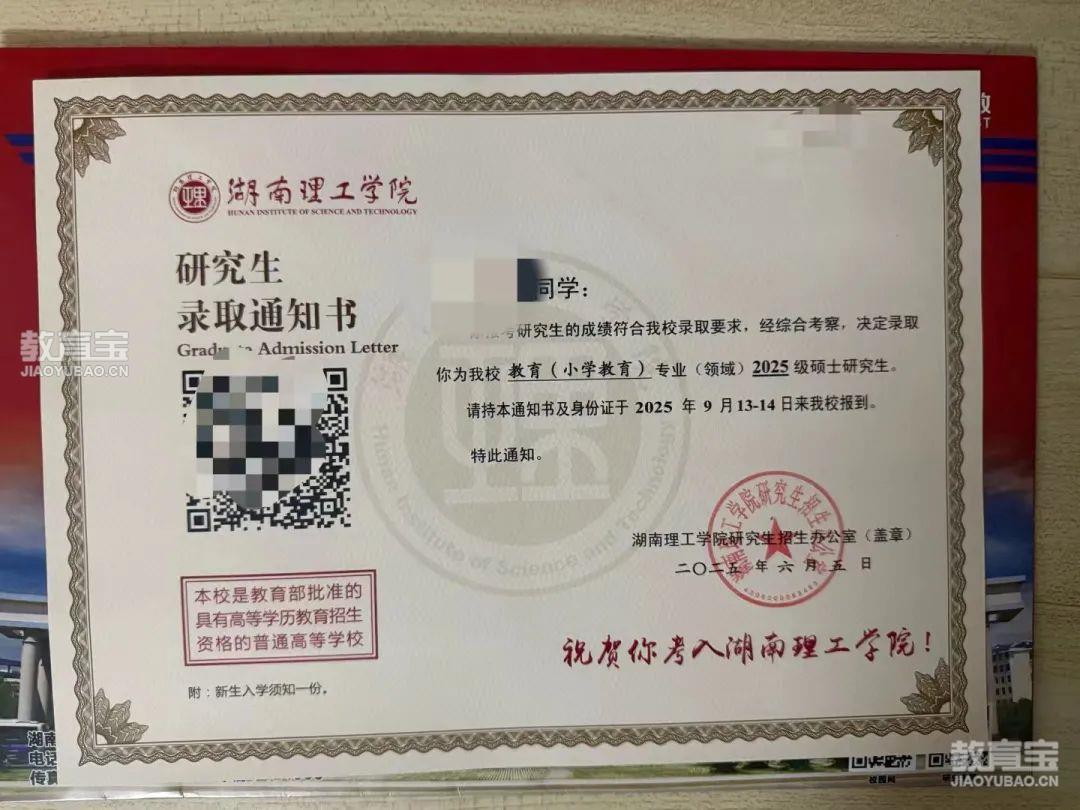 湖南理工学院
HUNAN INSTITUTE OF SCIENCE AND TECHNOLOGY
研究生
录取通知书
Admission Letter
同学：
考研究生的成绩符合我校录取要求，经综合考察，决定录取
你为我校 教育（小学教育） 专业（领域）2025 级硕士研究生。
请持本通知书及身份证于 2025 年 9 月 13-14 日来我校报到。
特此通知。
Hunan Institute of Science and Technology
湖南理工学院研究生招生办公室（盖章）
二〇二五 年 六 月 五 日
本校是教育部批准的
具有高等学历教育招生
资格的普通高等学校
祝贺你考入湖南理工学院！
附：新生入学须知一份。
教育宝
JIAOYUBAO.CN
教育宝
JIAOYUBAO.CN